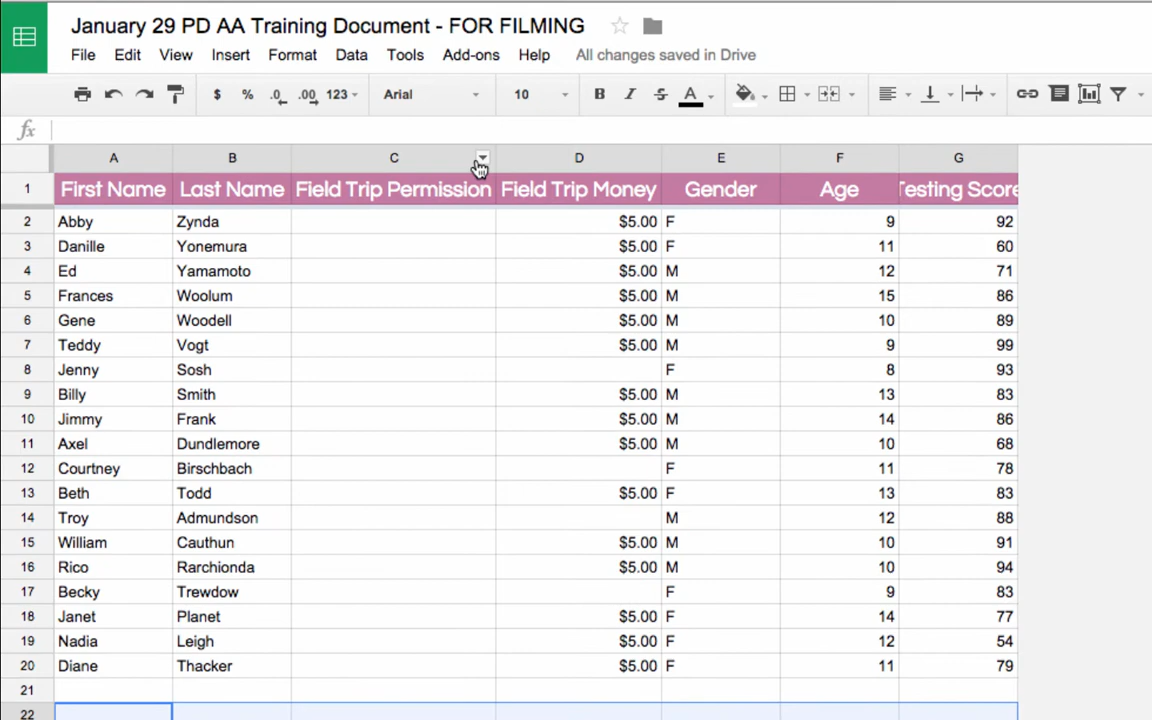 January 29 PD AA Training Document - FOR FILMING
File Edit View Insert Format Data Tools Add-ons Help All changes saved in Drive
$ % .0 .00 123 Arial 10 B I S A
fx
A B C D E F G
1 First Name Last Name Field Trip Permission Field Trip Money Gender Age Testing Score
2 Abby Zynda $5.00 F 9 92
3 Danille Yonemura $5.00 F 11 60
4 Ed Yamamoto $5.00 M 12 71
5 Frances Woolum $5.00 M 15 86
6 Gene Woodell $5.00 M 10 89
7 Teddy Vogt $5.00 M 9 99
8 Jenny Sosh F 8 93
9 Billy Smith $5.00 M 13 83
10 Jimmy Frank $5.00 M 14 86
11 Axel Dundlemore $5.00 M 10 68
12 Courtney Birschbach F 11 78
13 Beth Todd $5.00 F 13 83
14 Troy Admundson M 12 88
15 William Cauthun $5.00 M 10 91
16 Rico Rarchionda $5.00 M 10 94
17 Becky Trewdow F 9 83
18 Janet Planet $5.00 F 14 77
19 Nadia Leigh $5.00 F 12 54
20 Diane Thacker $5.00 F 11 79
21
22